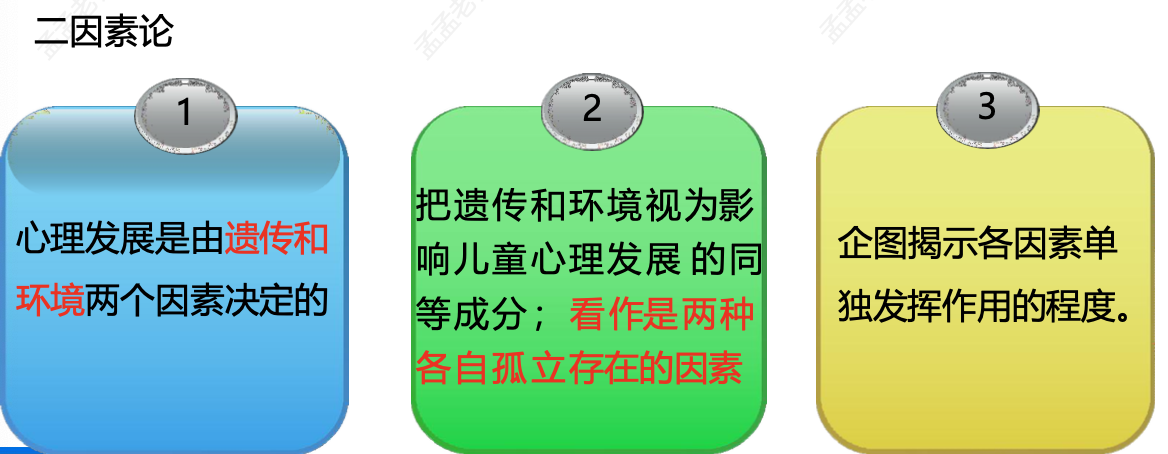 二因素论
1
心理发展是由遗传和
环境两个因素决定的
2
把遗传和环境视为影
响儿童心理发展 的同
等成分；看作是两种
各自孤立存在的因素
3
企图揭示各因素单
独发挥作用的程度。